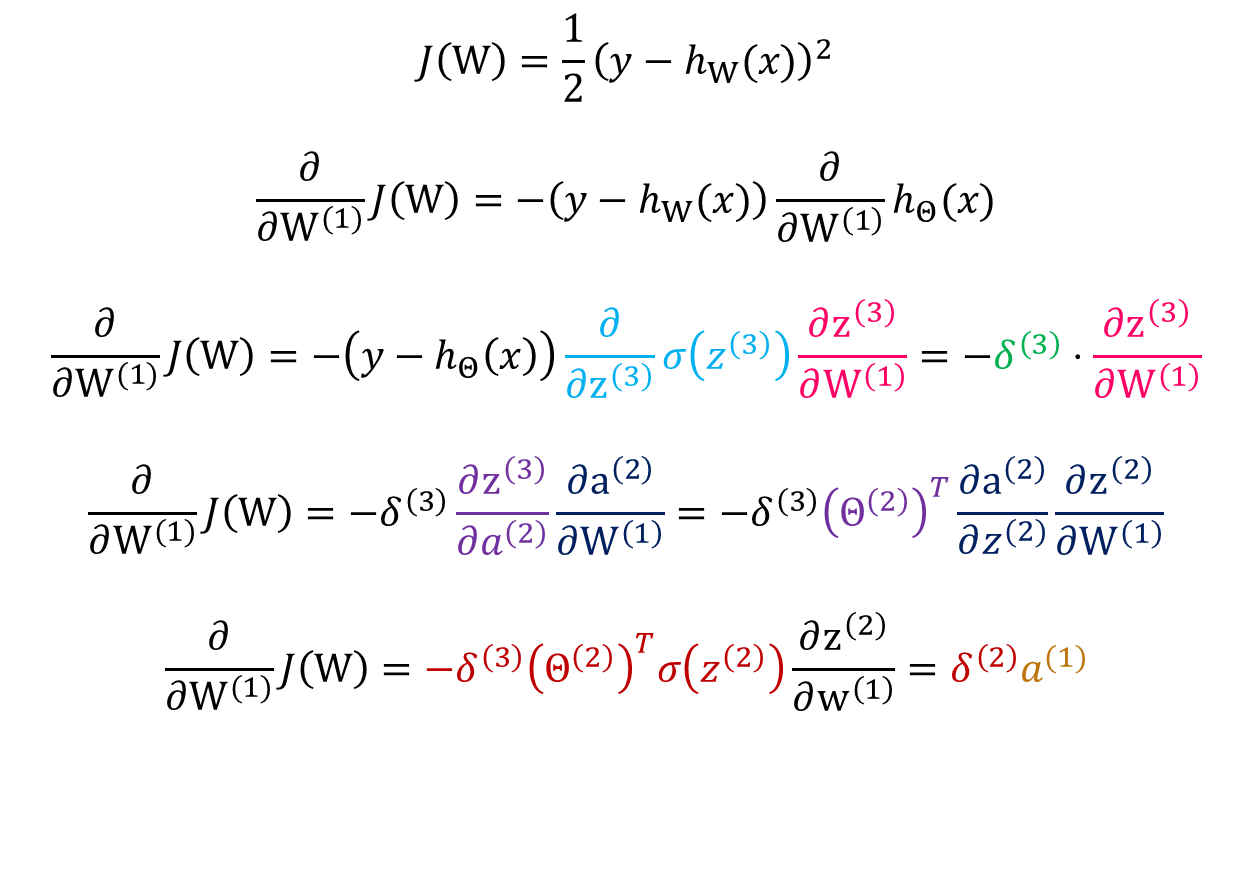 J(W) = 1/2 (y − h_W(x))²
∂/∂W⁽¹⁾ J(W) = −(y − h_W(x)) ∂/∂W⁽¹⁾ h_Θ(x)
∂/∂W⁽¹⁾ J(W) = −(y − h_Θ(x)) ∂/∂z⁽³⁾ σ(z⁽³⁾) ∂z⁽³⁾/∂W⁽¹⁾ = −δ⁽³⁾ · ∂z⁽³⁾/∂W⁽¹⁾
∂/∂W⁽¹⁾ J(W) = −δ⁽³⁾ ∂z⁽³⁾/∂a⁽²⁾ ∂a⁽²⁾/∂W⁽¹⁾ = −δ⁽³⁾ (Θ⁽²⁾)ᵀ ∂a⁽²⁾/∂z⁽²⁾ ∂z⁽²⁾/∂W⁽¹⁾
∂/∂W⁽¹⁾ J(W) = −δ⁽³⁾ (Θ⁽²⁾)ᵀ σ(z⁽²⁾) ∂z⁽²⁾/∂w⁽¹⁾ = δ⁽²⁾ a⁽¹⁾